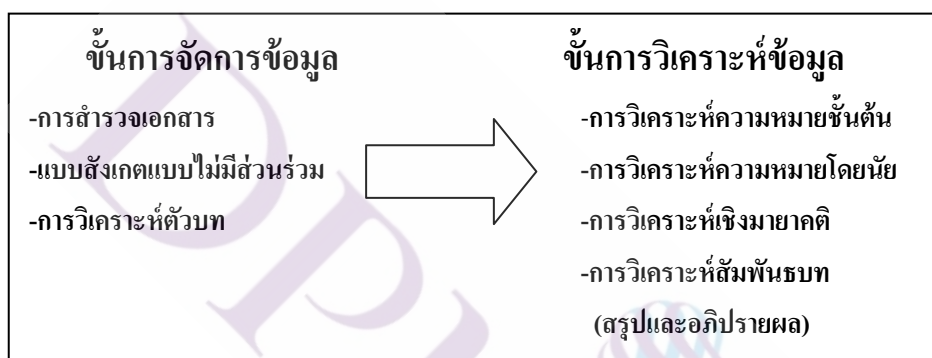 ขั้นการจัดการข้อมูล
-การสำรวจเอกสาร
-แบบสังเกตแบบไม่มีส่วนร่วม
-การวิเคราะห์ตัวบท
ขั้นการวิเคราะห์ข้อมูล
-การวิเคราะห์ความหมายชั้นต้น
-การวิเคราะห์ความหมายโดยนัย
-การวิเคราะห์เชิงมายาคติ
-การวิเคราะห์สัมพันธบท
(สรุปและอภิปรายผล)
DPU